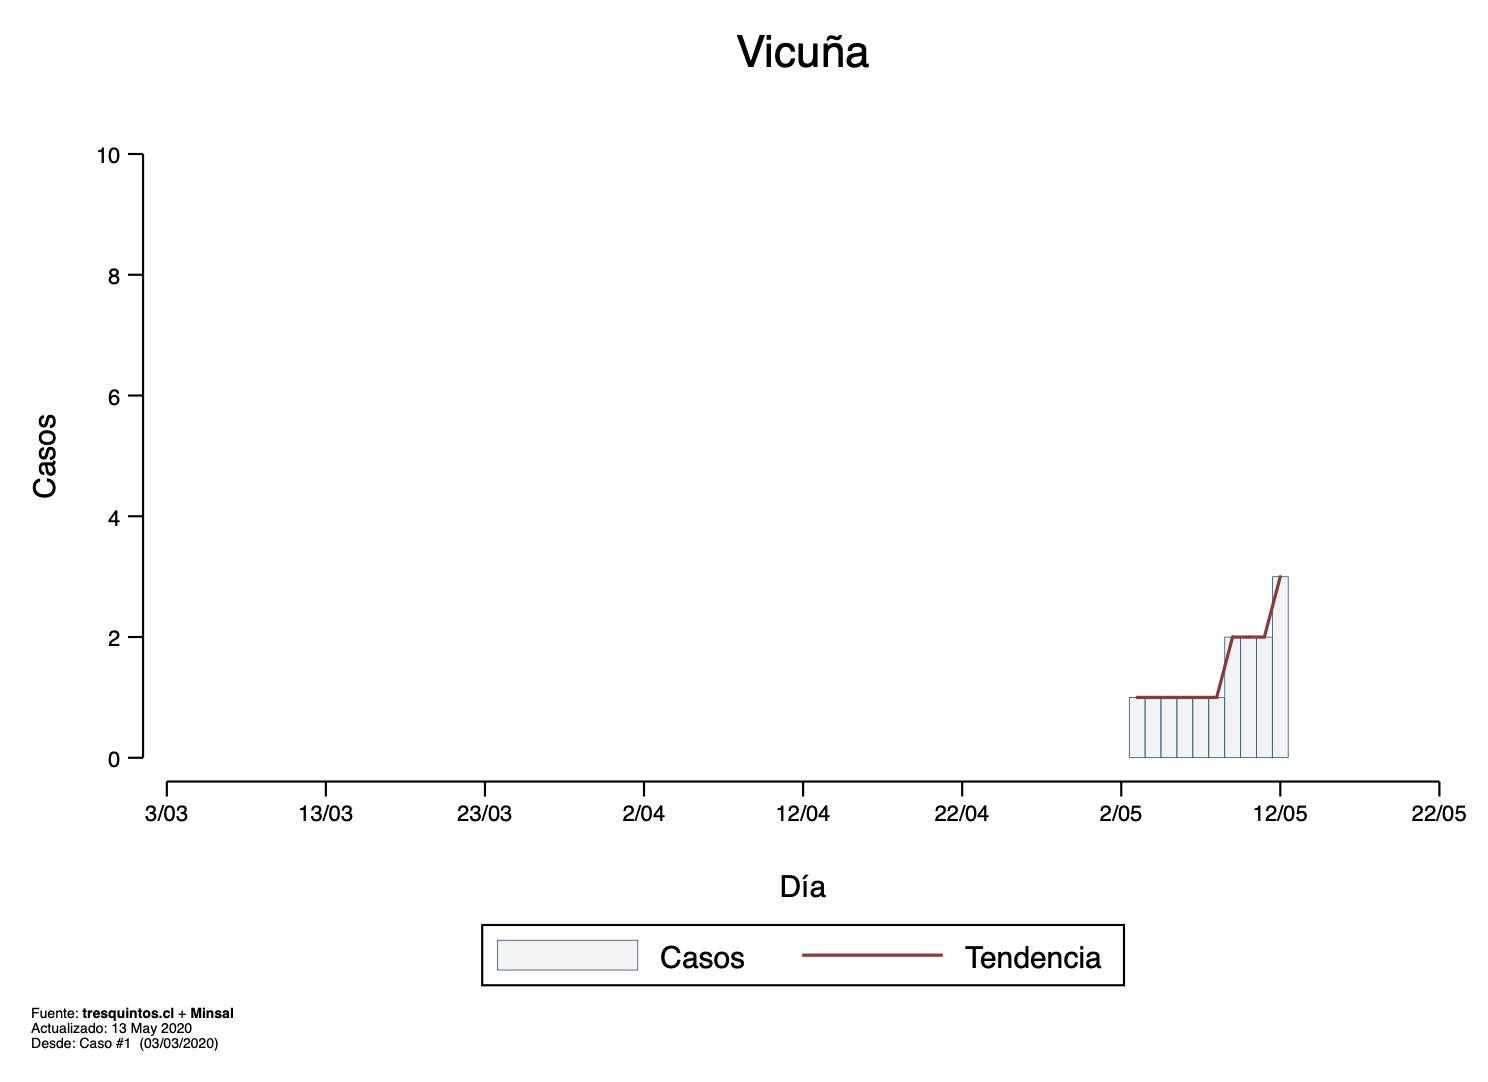 Vicuña
10
8
6
4
2
0
Casos
3/03 13/03 23/03 2/04 12/04 22/04 2/05 12/05 22/05
Día
Casos Tendencia
Fuente: tresquintos.cl + Minsal
Actualizado: 13 May 2020
Desde: Caso #1 (03/03/2020)